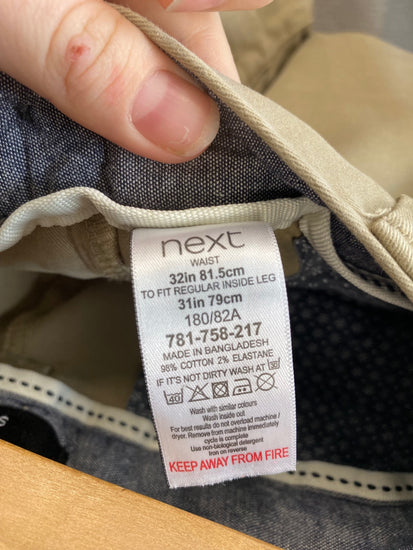 next
WAIST
32in 81.5cm
TO FIT REGULAR INSIDE LEG
31in 79cm
180/82A
781-758-217
MADE IN BANGLADESH
98% COTTON 2% ELASTANE
IF IT'S NOT DIRTY WASH AT 30
40
Wash with similar colours
Wash inside out
For best results do not overload machine /
dryer. Remove from machine immediately
cycle is complete
Use non-biological detergent
Iron on reverse
KEEP AWAY FROM FIRE
s